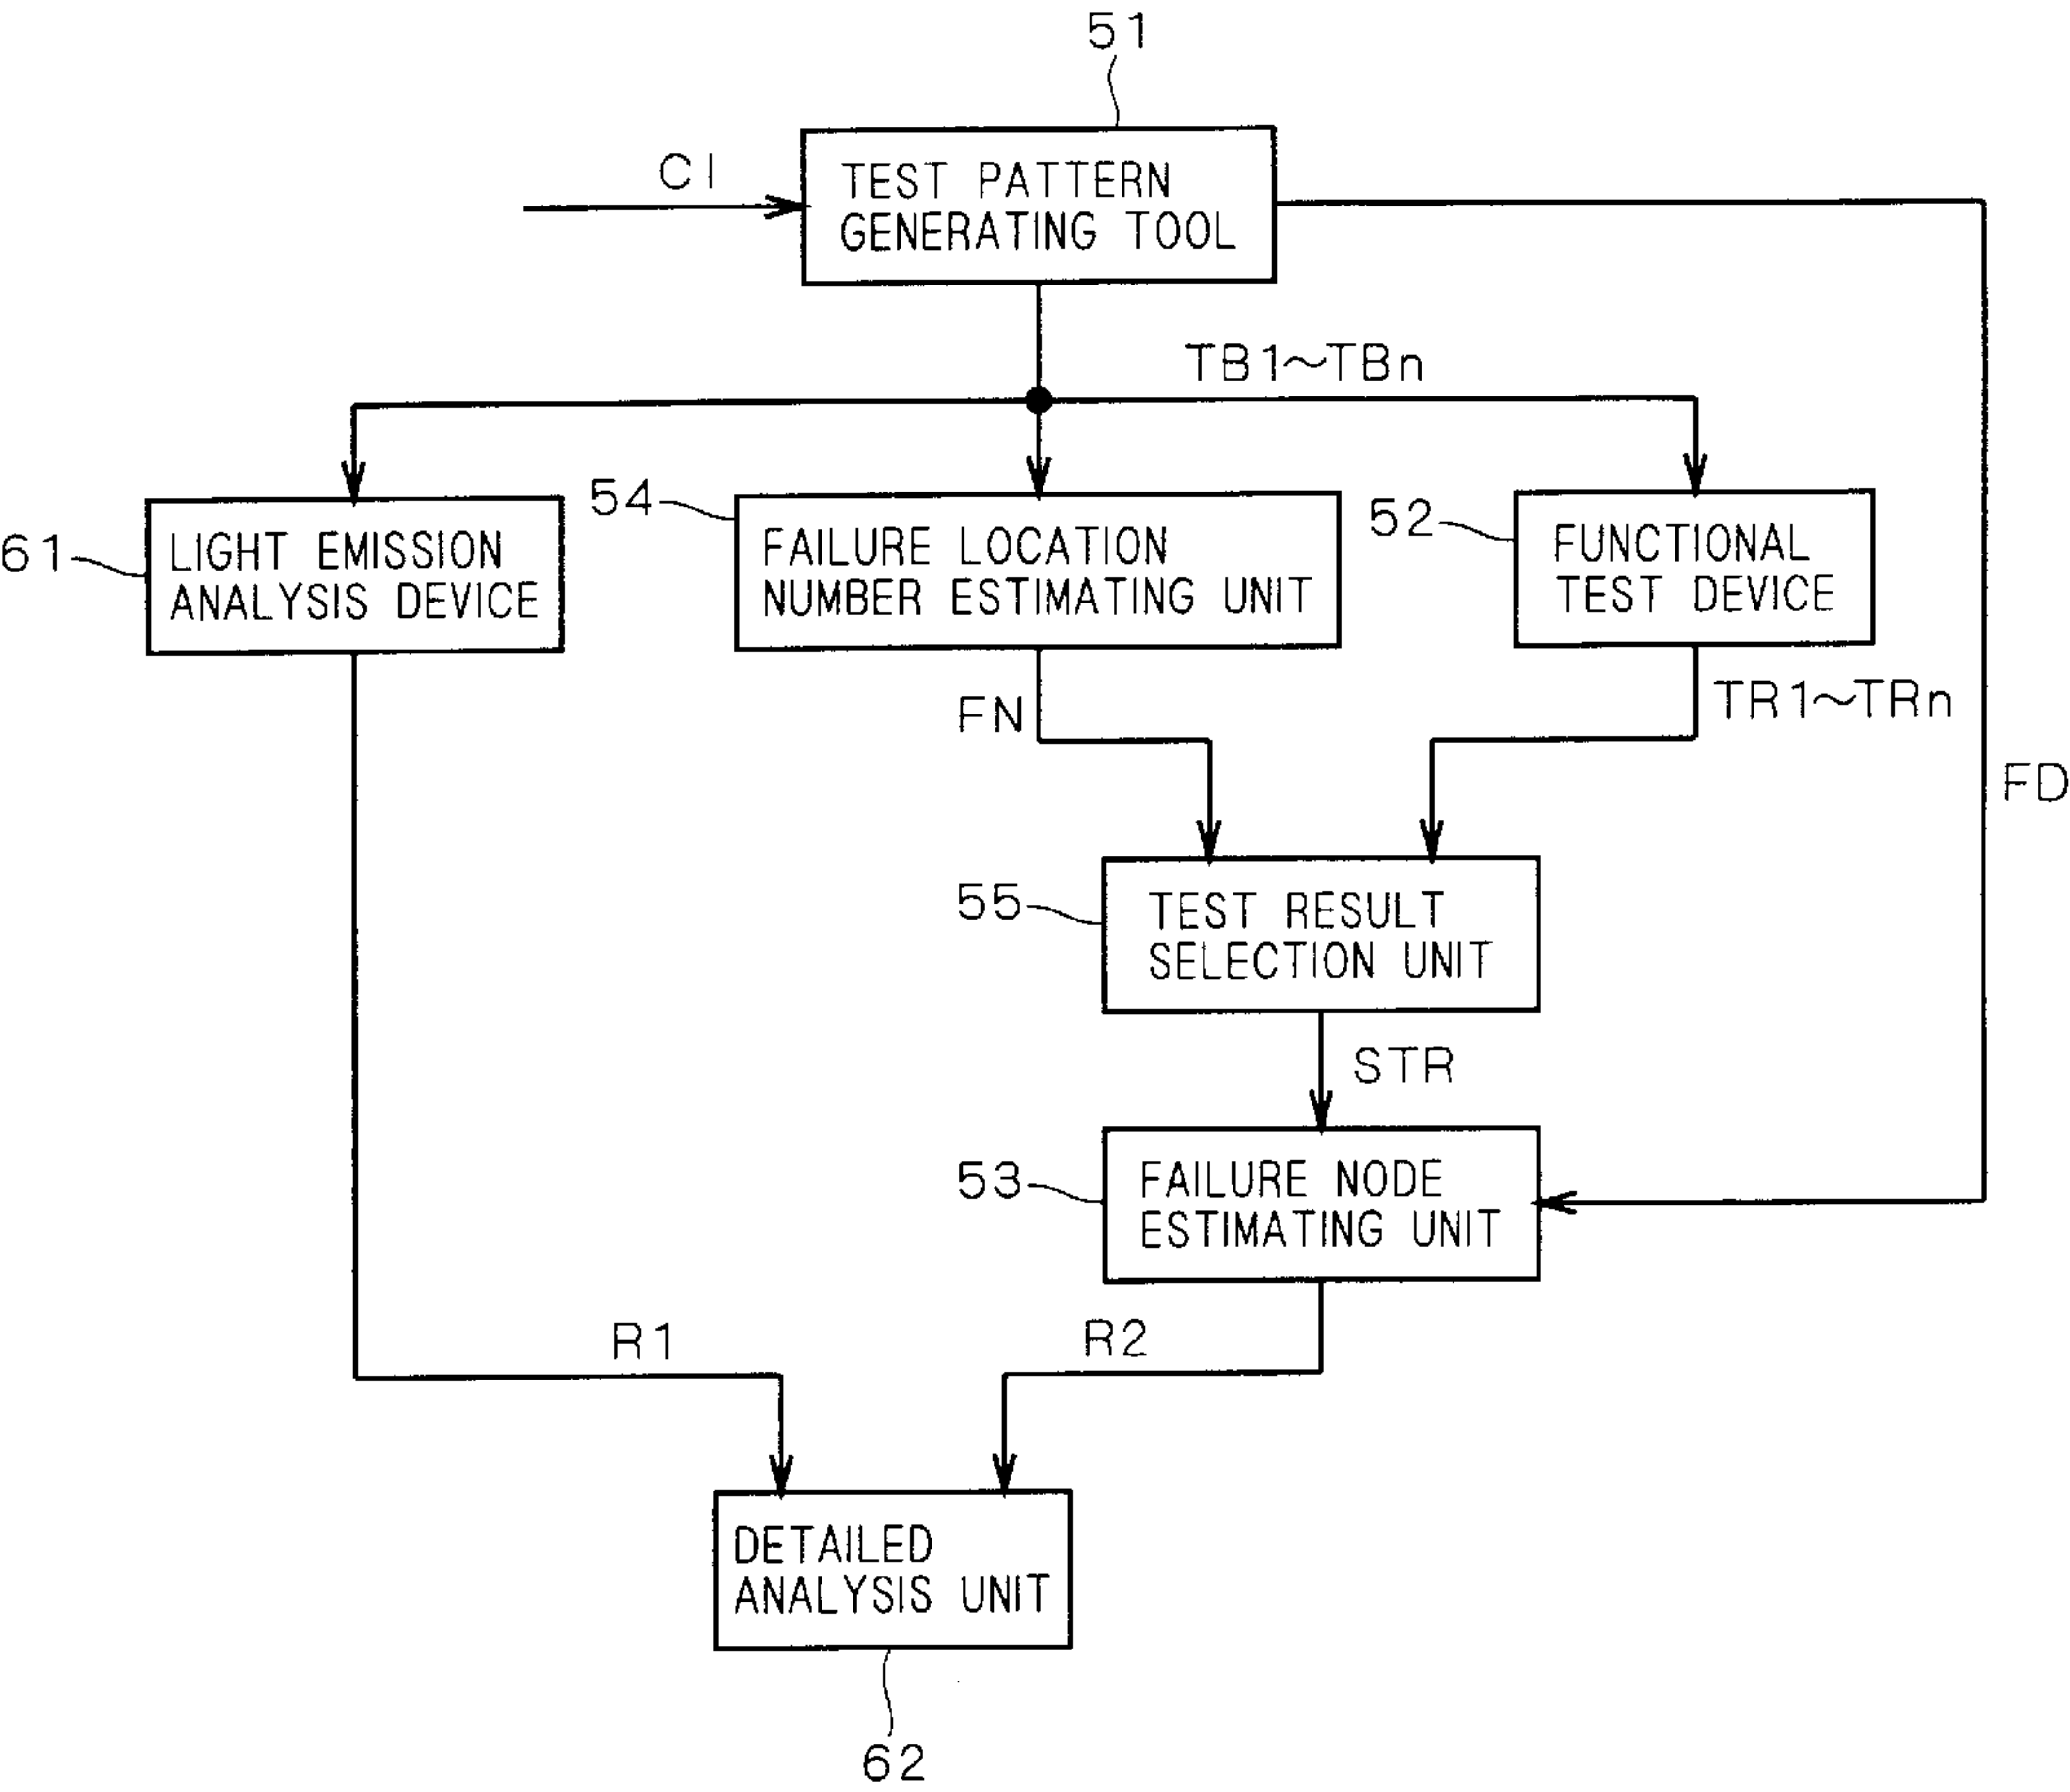 51
CI
TEST PATTERN
GENERATING TOOL
TB1~TBn
61
LIGHT EMISSION
ANALYSIS DEVICE
54
FAILURE LOCATION
NUMBER ESTIMATING UNIT
52
FUNCTIONAL
TEST DEVICE
FN
TR1~TRn
FD
55
TEST RESULT
SELECTION UNIT
STR
53
FAILURE NODE
ESTIMATING UNIT
R1
R2
DETAILED
ANALYSIS UNIT
62